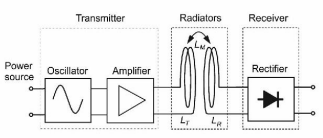 Transmitter Radiators Receiver
L_M
Power source
Oscillator Amplifier Rectifier
L_T L_R